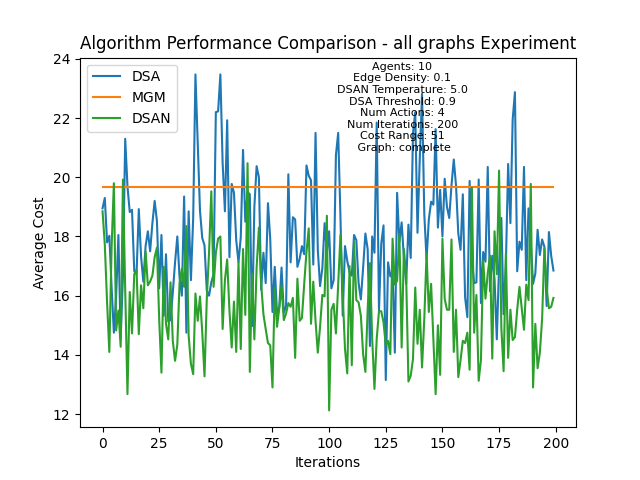 Algorithm Performance Comparison - all graphs Experiment
DSA
MGM
DSAN
Agents: 10
Edge Density: 0.1
DSAN Temperature: 5.0
DSA Threshold: 0.9
Num Actions: 4
Num Iterations: 200
Cost Range: 51
Graph: complete
Average Cost
24
22
20
18
16
14
12
0
25
50
75
100
125
150
175
200
Iterations